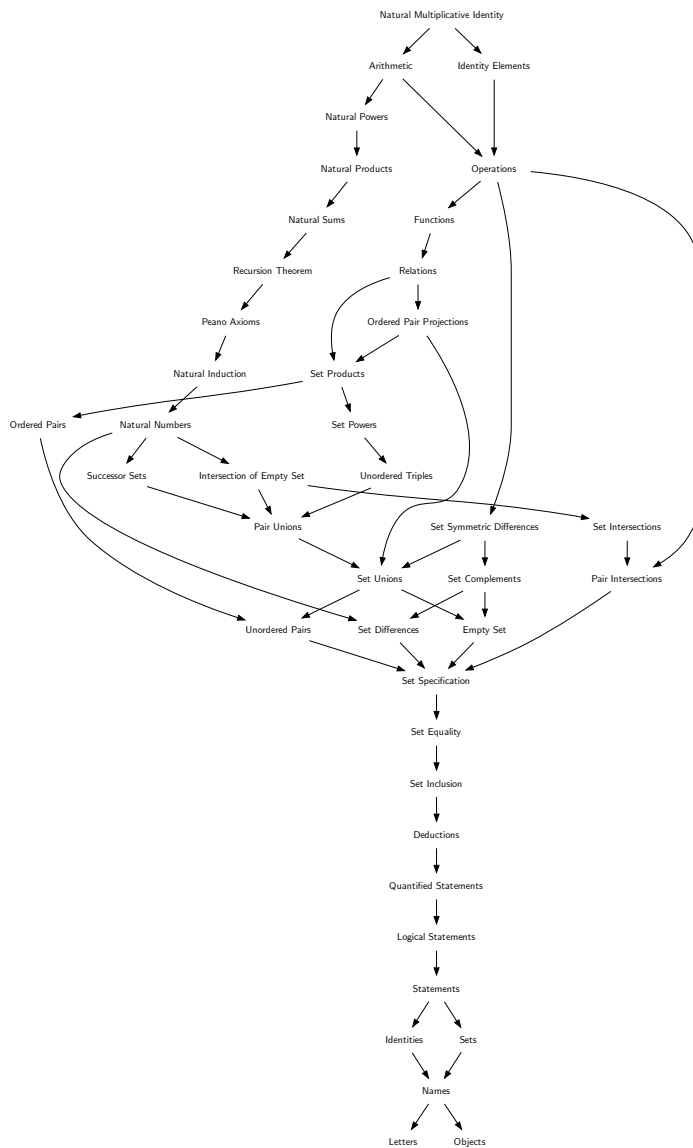 Natural Multiplicative Identity
Arithmetic
Identity Elements
Natural Powers
Natural Products
Operations
Natural Sums
Functions
Recursion Theorem
Relations
Peano Axioms
Ordered Pair Projections
Natural Induction
Set Products
Ordered Pairs
Natural Numbers
Set Powers
Successor Sets
Intersection of Empty Set
Unordered Triples
Pair Unions
Set Symmetric Differences
Set Intersections
Set Unions
Set Complements
Pair Intersections
Unordered Pairs
Set Differences
Empty Set
Set Specification
Set Equality
Set Inclusion
Deductions
Quantified Statements
Logical Statements
Statements
Identities
Sets
Names
Letters
Objects